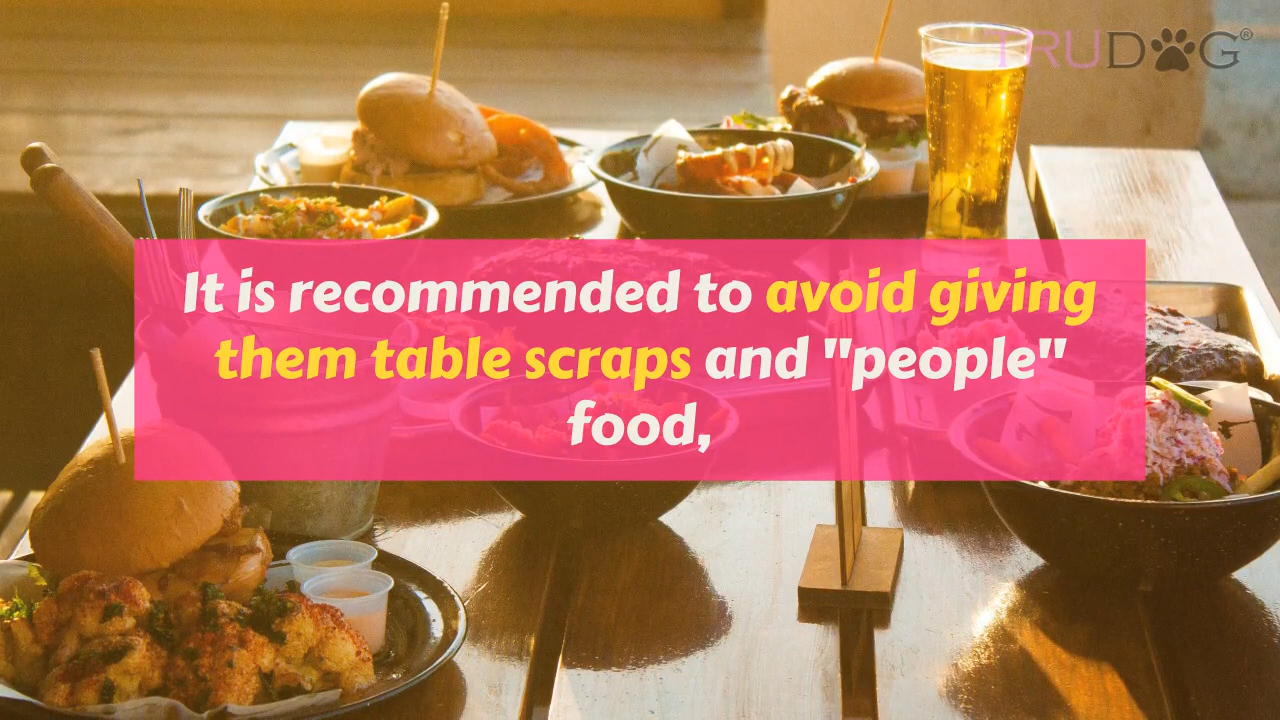 TRUDOG®
It is recommended to avoid giving
them table scraps and "people"
food,